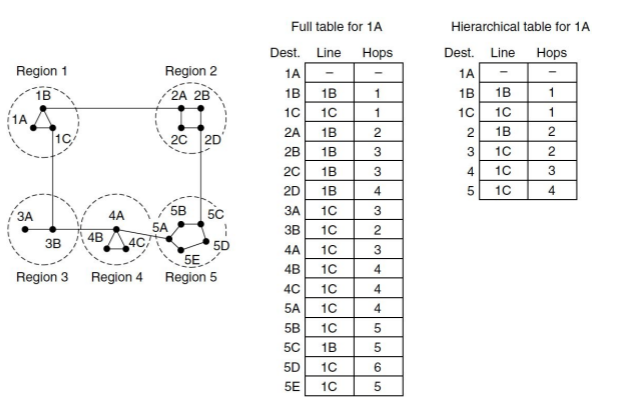 Region 1
Region 2
1B
2A 2B
1A
1C
2C 2D
3A
3B
4A
4B
4C
5A
5B
5C
5D
5E
Region 3
Region 4
Region 5
Full table for 1A
Dest. Line Hops
1A – –
1B 1B 1
1C 1C 1
2A 1B 2
2B 1B 3
2C 1B 3
2D 1B 4
3A 1C 3
3B 1C 2
4A 1C 3
4B 1C 4
4C 1C 4
5A 1C 4
5B 1C 5
5C 1B 5
5D 1C 6
5E 1C 5
Hierarchical table for 1A
Dest. Line Hops
1A – –
1B 1B 1
1C 1C 1
2 1B 2
3 1C 2
4 1C 3
5 1C 4